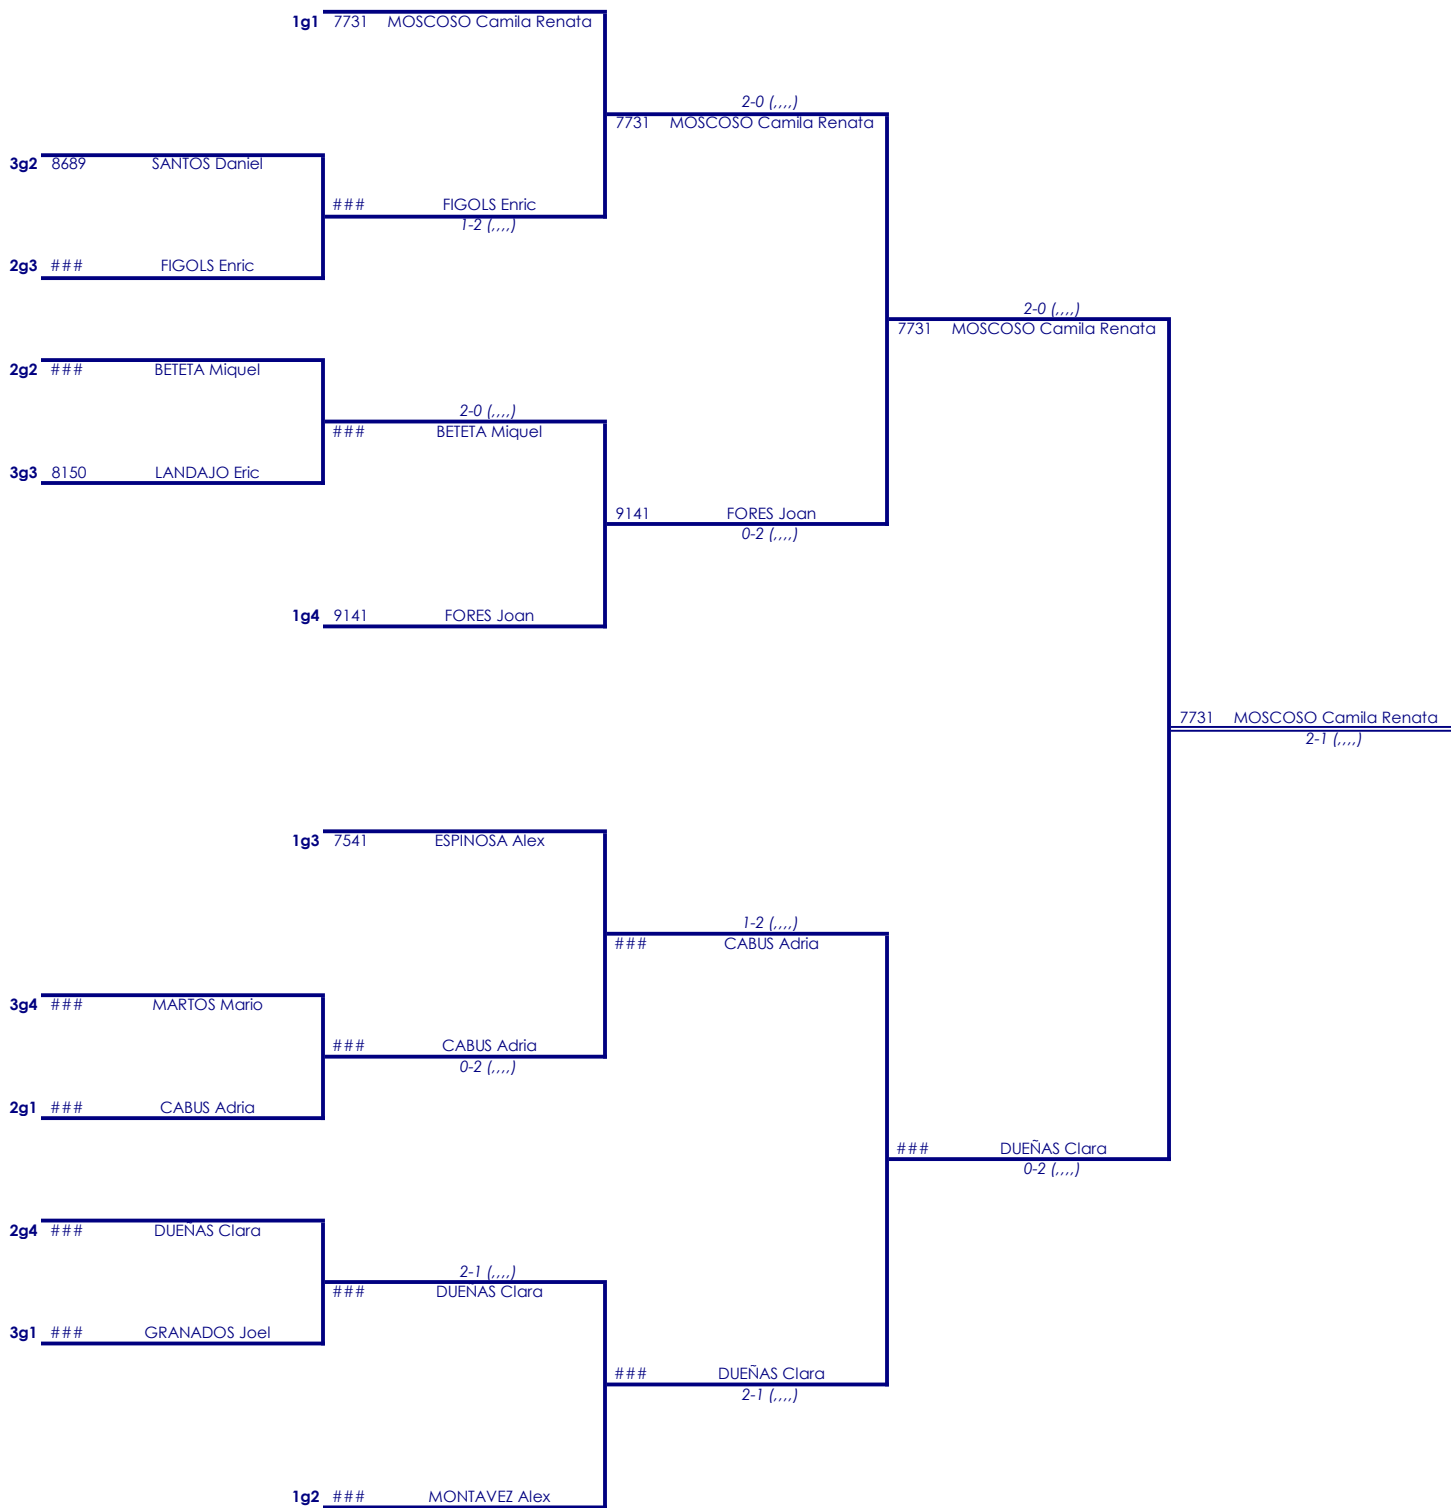 1g1 7731 MOSCOSO Camila Renata
2-0 (,,,,)
7731 MOSCOSO Camila Renata
3g2 8689 SANTOS Daniel
### FIGOLS Enric
1-2 (,,,,)
2g3 ### FIGOLS Enric
2-0 (,,,,)
7731 MOSCOSO Camila Renata
2g2 ### BETETA Miquel
2-0 (,,,,)
### BETETA Miquel
3g3 8150 LANDAJO Eric
9141 FORES Joan
0-2 (,,,,)
1g4 9141 FORES Joan
7731 MOSCOSO Camila Renata
2-1 (,,,,)
1g3 7541 ESPINOSA Alex
1-2 (,,,,)
### CABUS Adria
3g4 ### MARTOS Mario
### CABUS Adria
0-2 (,,,,)
2g1 ### CABUS Adria
### DUEÑAS Clara
0-2 (,,,,)
2g4 ### DUEÑAS Clara
2-1 (,,,,)
### DUEÑAS Clara
3g1 ### GRANADOS Joel
### DUEÑAS Clara
2-1 (,,,,)
1g2 ### MONTAVEZ Alex